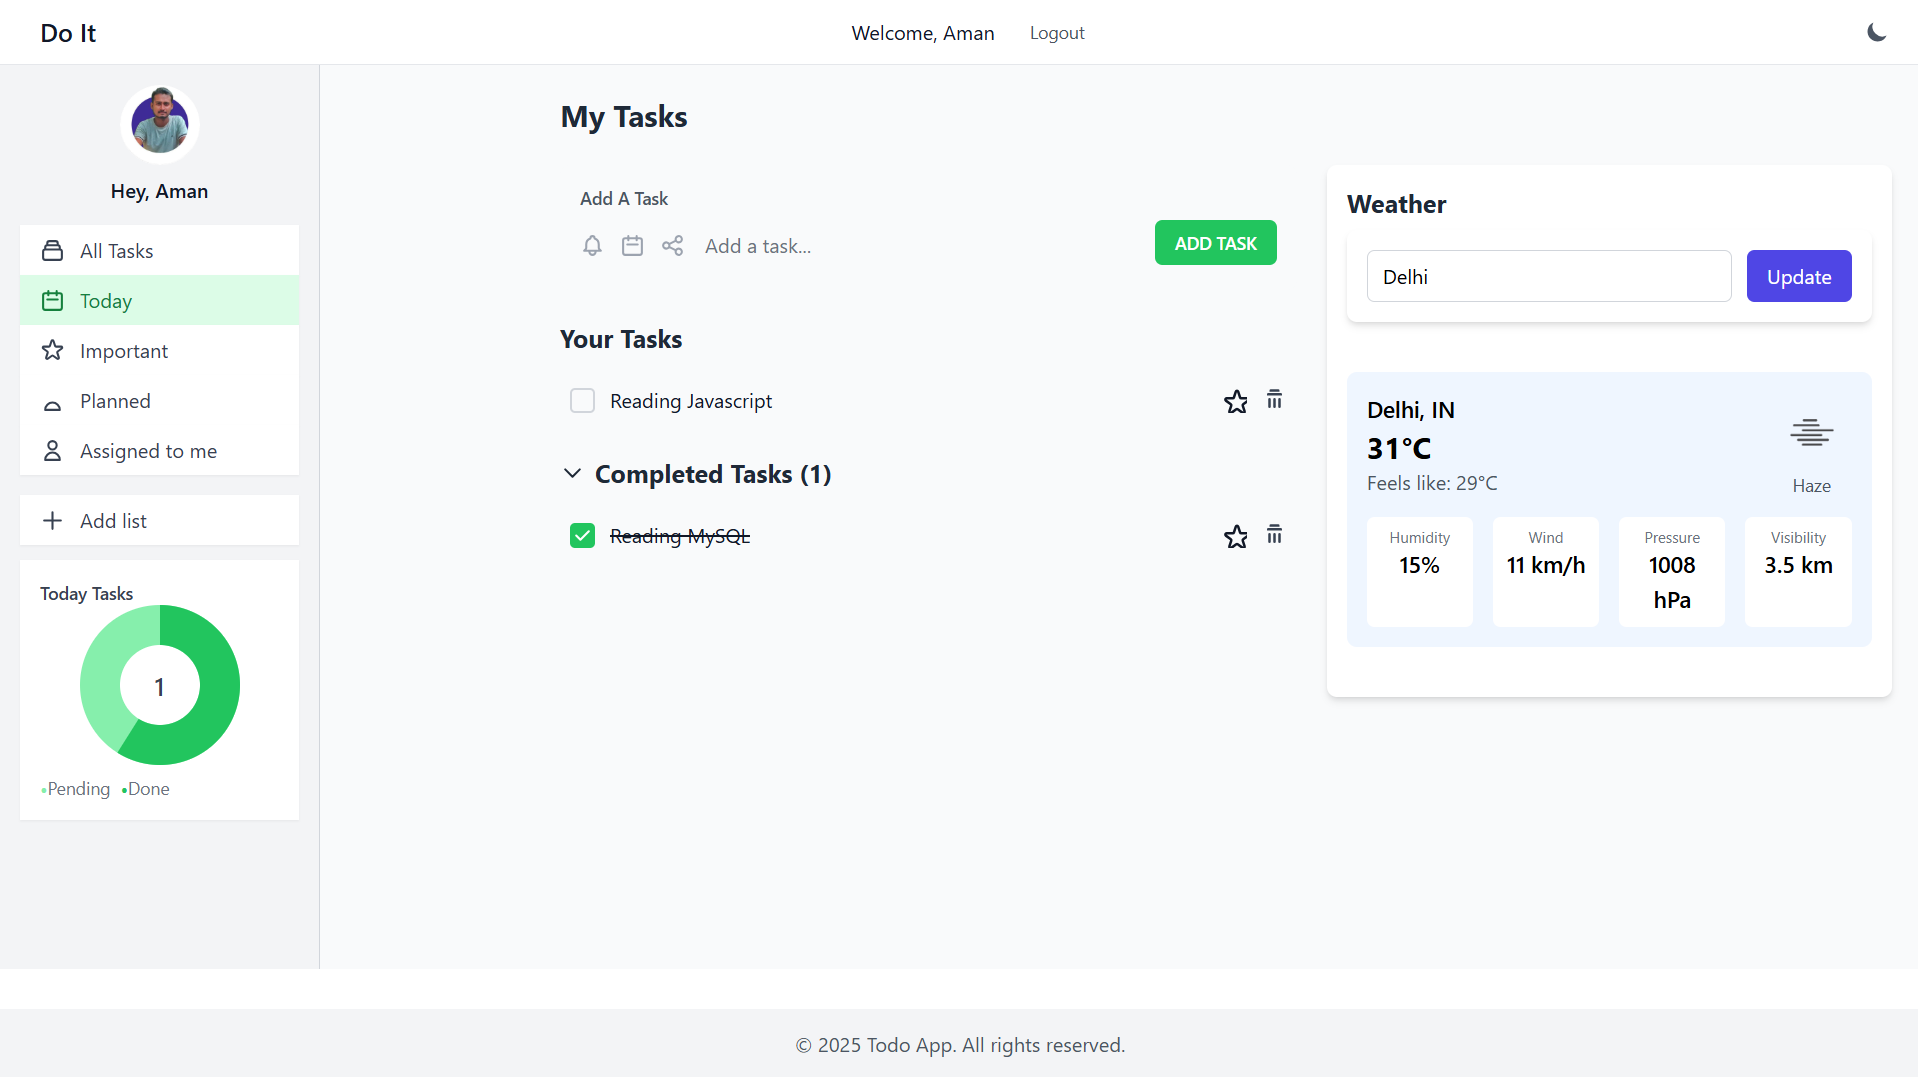 Do It
Welcome, Aman
Logout
Hey, Aman
All Tasks
Today
Important
Planned
Assigned to me
Add list
Today Tasks
1
•Pending •Done
My Tasks
Add A Task
Add a task...
ADD TASK
Your Tasks
Reading Javascript
Completed Tasks (1)
Reading MySQL
Weather
Delhi
Update
Delhi, IN
31°C
Feels like: 29°C
Haze
Humidity
15%
Wind
11 km/h
Pressure
1008
hPa
Visibility
3.5 km
© 2025 Todo App. All rights reserved.